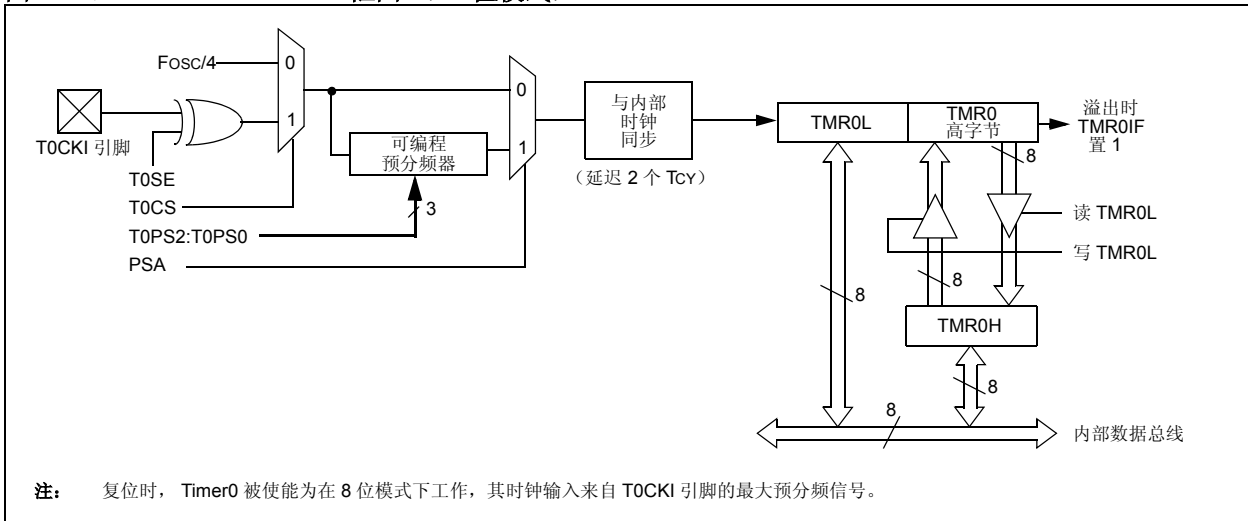 Fosc/4
0
1
T0CKI 引脚
T0SE
T0CS
T0PS2:T0PS0
PSA
可编程
预分频器
3
0
1
与内部
时钟
同步
（延迟 2 个 TCY）
TMR0L
TMR0
高字节
溢出时
TMR0IF
置 1
8
读 TMR0L
写 TMR0L
8
8
TMR0H
8
8
内部数据总线
注： 复位时， Timer0 被使能为在 8 位模式下工作，其时钟输入来自 T0CKI 引脚的最大预分频信号。